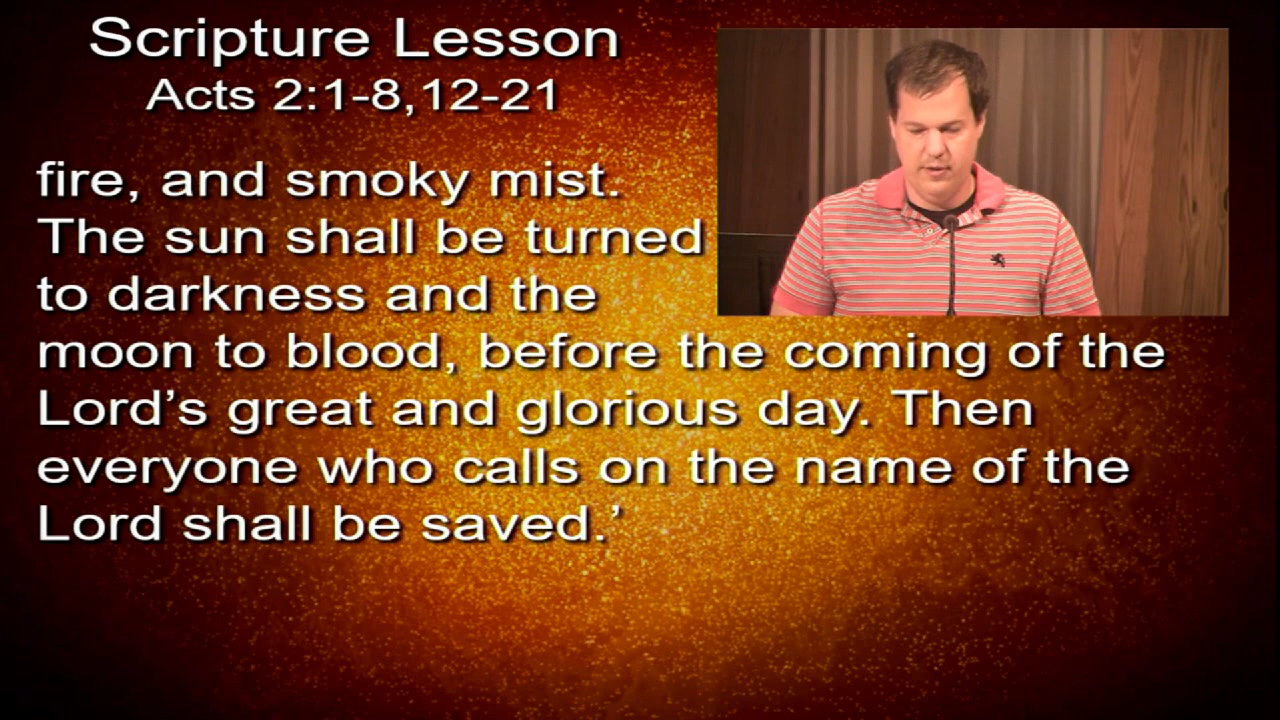 Scripture Lesson
Acts 2:1-8,12-21
fire, and smoky mist.
The sun shall be turned
to darkness and the
moon to blood, before the coming of the
Lord’s great and glorious day. Then
everyone who calls on the name of the
Lord shall be saved.’